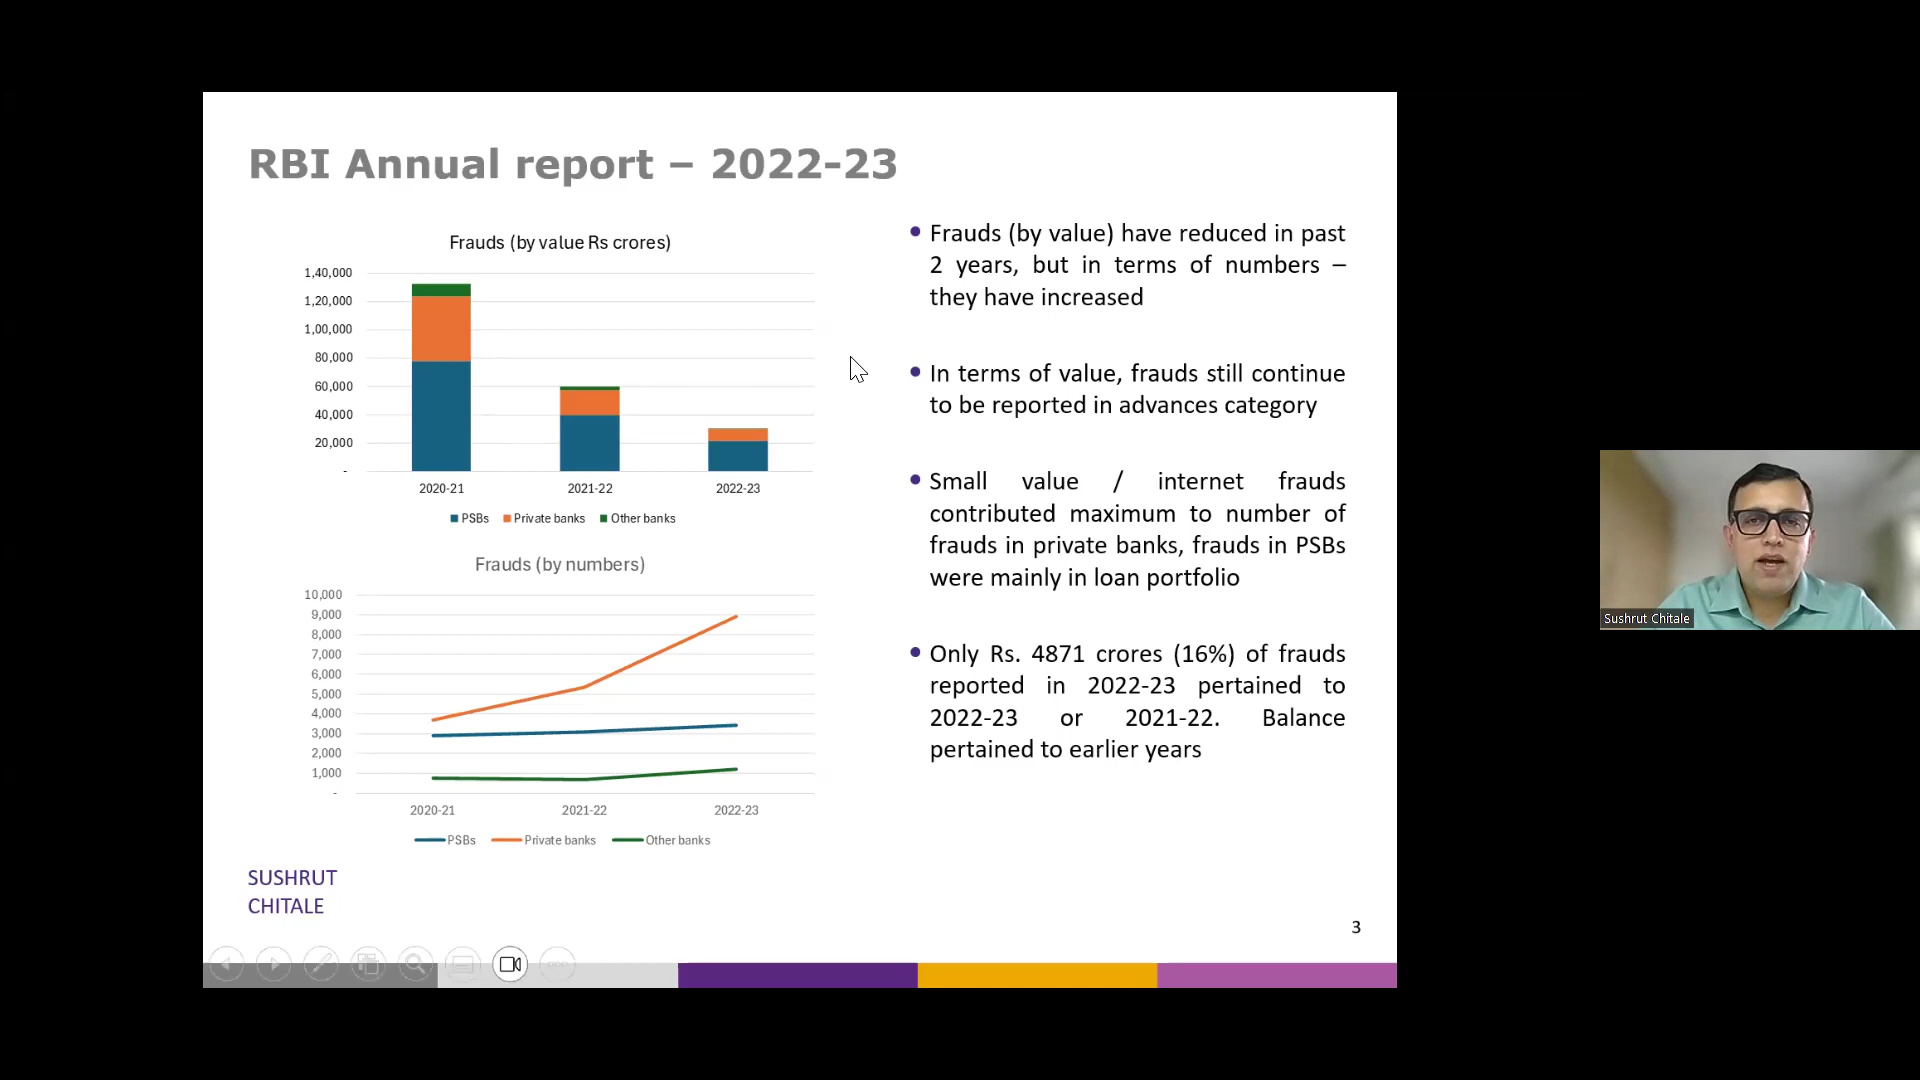 RBI Annual report – 2022-23
Frauds (by value Rs crores)
1,40,000
1,20,000
1,00,000
80,000
60,000
40,000
20,000
-
2020-21 2021-22 2022-23
PSBs Private banks Other banks
Frauds (by numbers)
10,000
9,000
8,000
7,000
6,000
5,000
4,000
3,000
2,000
1,000
-
2020-21 2021-22 2022-23
PSBs Private banks Other banks
• Frauds (by value) have reduced in past
2 years, but in terms of numbers –
they have increased
• In terms of value, frauds still continue
to be reported in advances category
• Small value / internet frauds
contributed maximum to number of
frauds in private banks, frauds in PSBs
were mainly in loan portfolio
• Only Rs. 4871 crores (16%) of frauds
reported in 2022-23 pertained to
2022-23 or 2021-22. Balance
pertained to earlier years
SUSHRUT
CHITALE
3
Sushrut Chitale